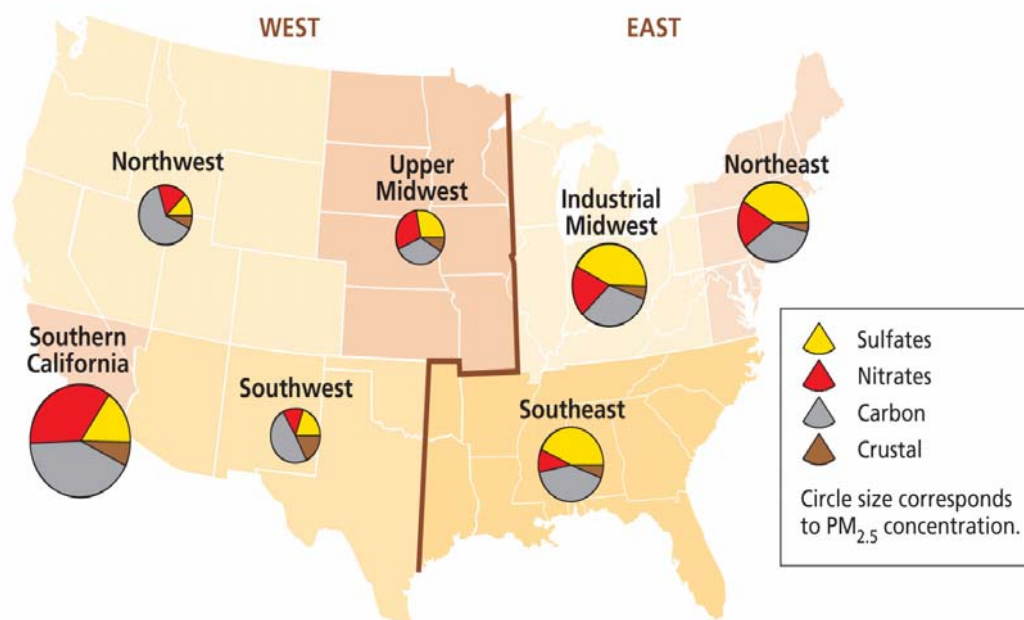 WEST
EAST
Northwest
Upper
Midwest
Industrial
Midwest
Northeast
Southern
California
Southwest
Southeast
Sulfates
Nitrates
Carbon
Crustal
Circle size corresponds
to PM2.5 concentration.